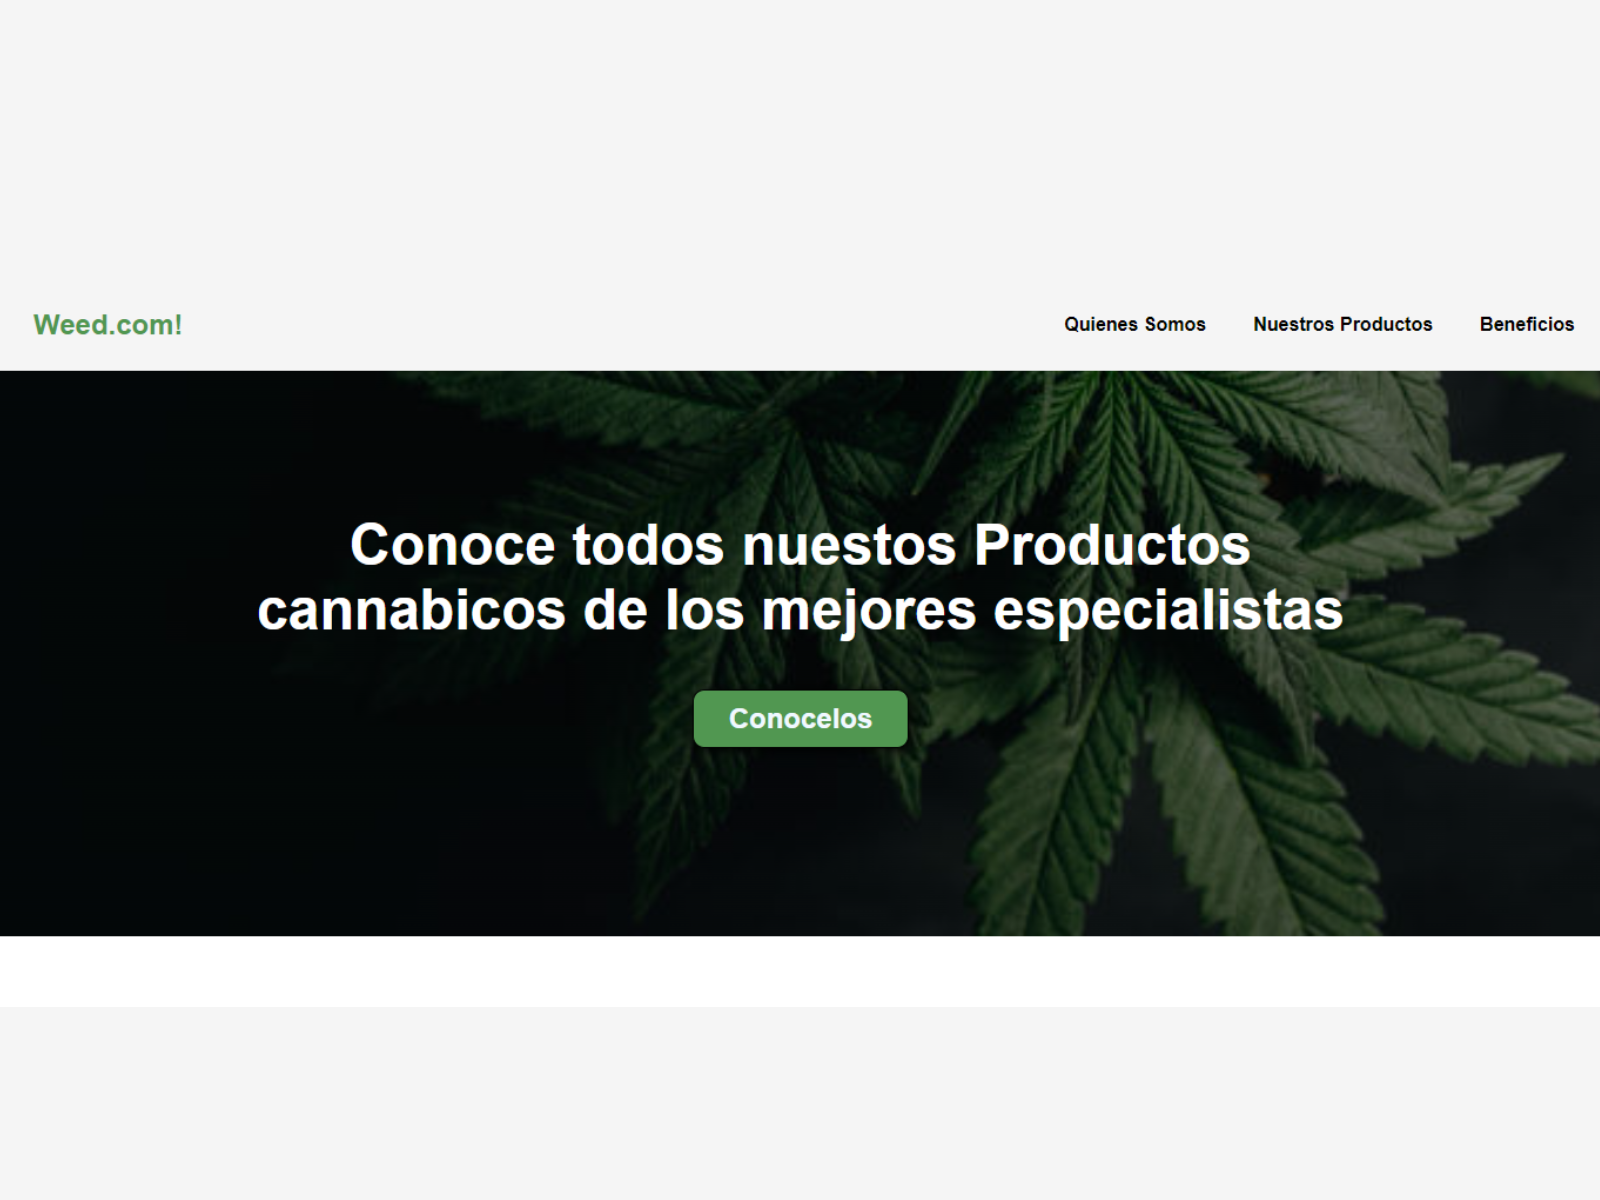 Weed.com!
Quienes Somos
Nuestros Productos
Beneficios
Conoce todos nuestos Productos
cannabicos de los mejores especialistas
Conocelos